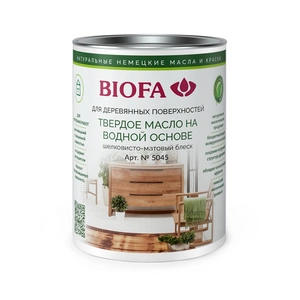 НАТУРАЛЬНЫЕ НЕМЕЦКИЕ МАСЛА И КРАСКИ
BIOFA
ДЛЯ ДЕРЕВЯННЫХ ПОВЕРХНОСТЕЙ
ТВЕРДОЕ МАСЛО НА
ВОДНОЙ ОСНОВЕ
шелковисто-матовый блеск
Арт. № 5045